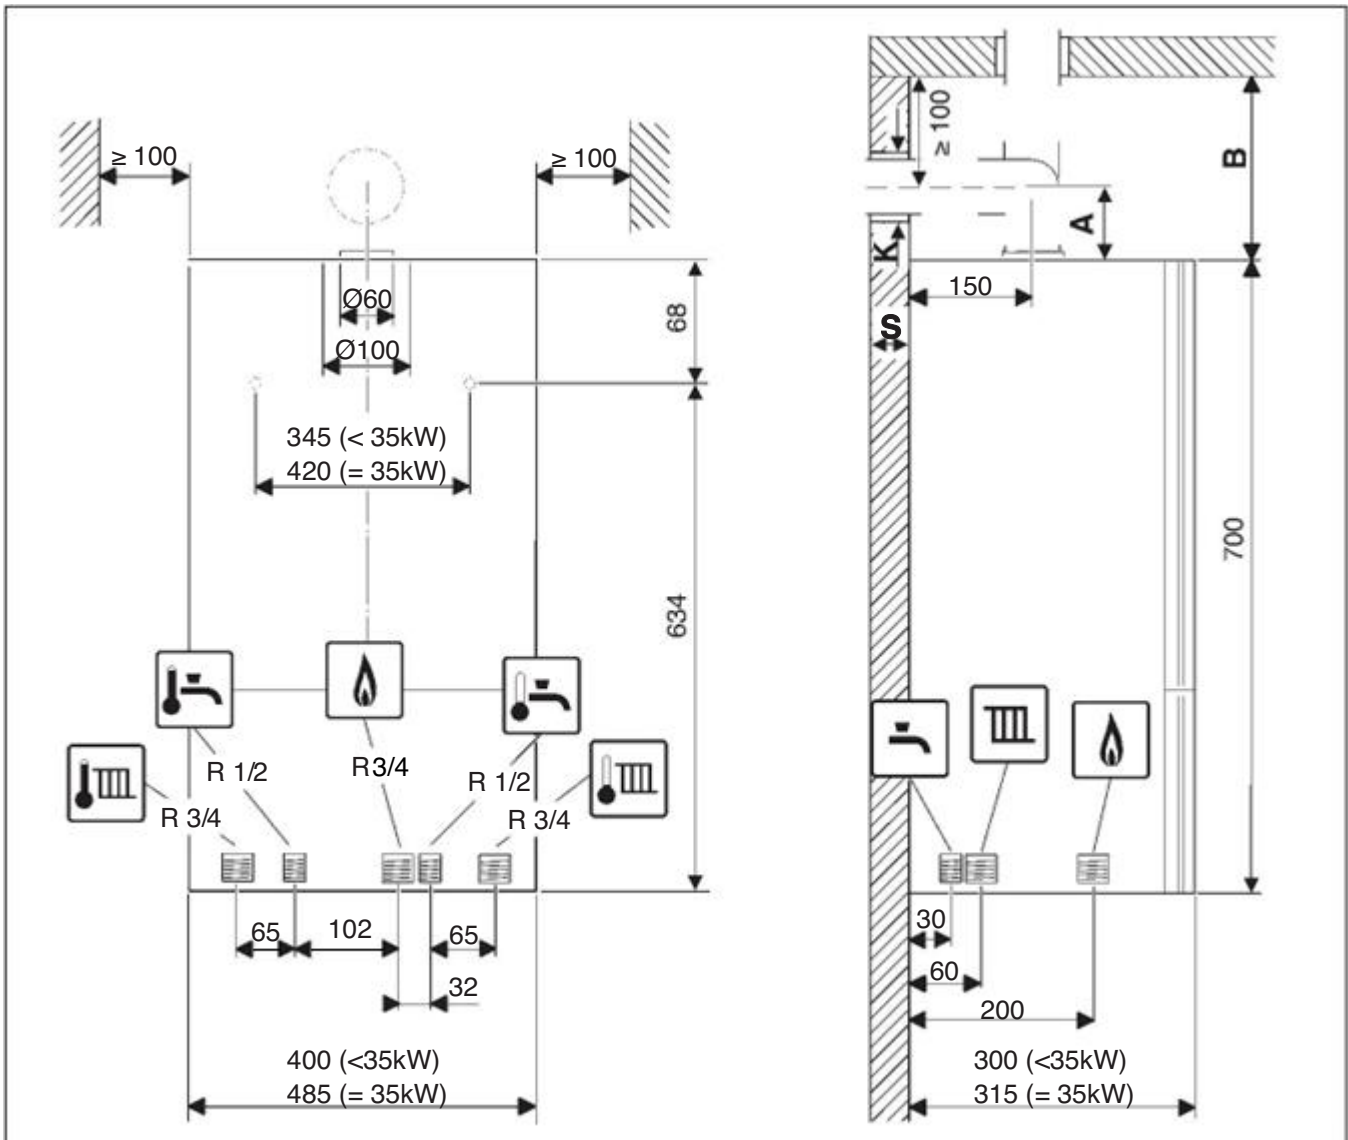 ≥ 100
≥ 100
Ø60
Ø100
68
345 (< 35kW)
420 (= 35kW)
634
R 1/2
R3/4
R 1/2
R 3/4
R 3/4
65
102
65
32
400 (<35kW)
485 (= 35kW)
≥ 100
B
A
K
150
S
700
30
60
200
300 (<35kW)
315 (= 35kW)